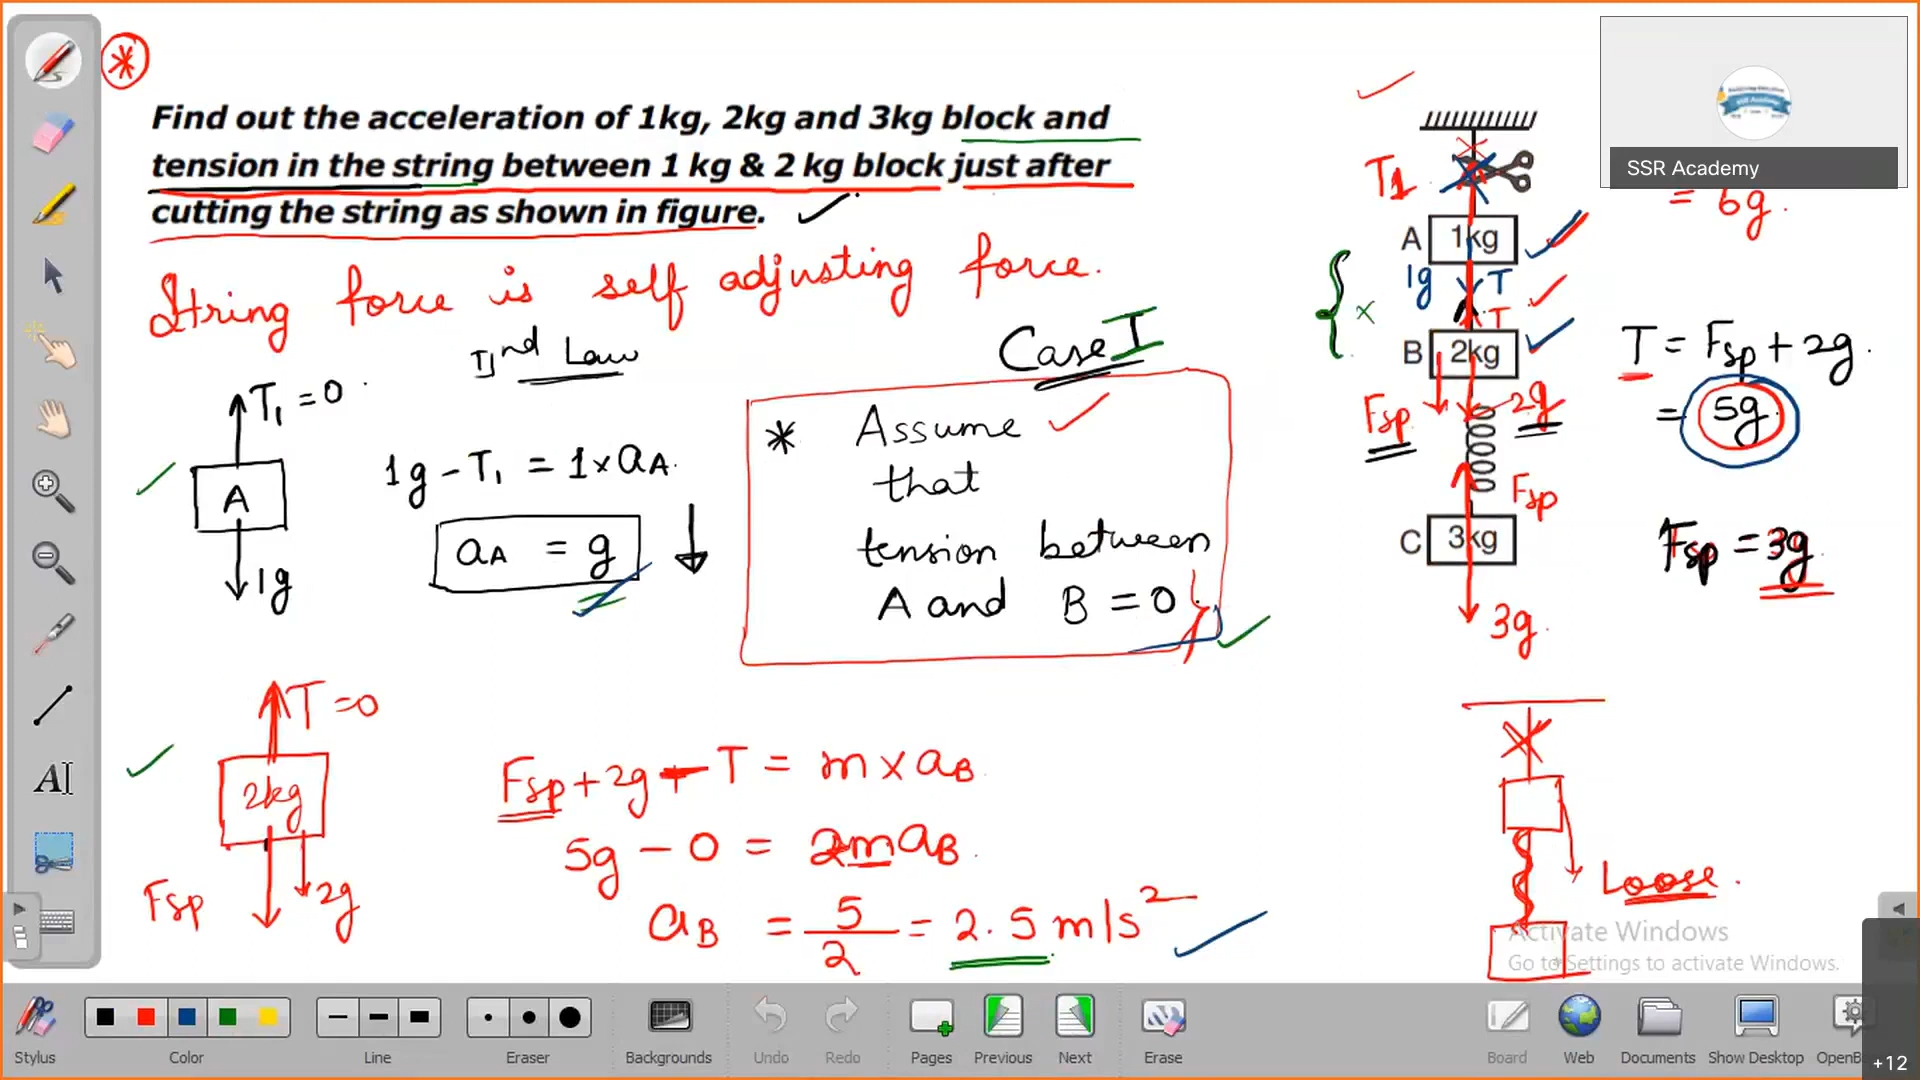 Find out the acceleration of 1kg, 2kg and 3kg block and
tension in the string between 1 kg & 2 kg block just after
cutting the string as shown in figure.
String force is self adjusting force.
IInd Law
Case I
T1 = 0
A
1g
1g - T1 = 1 × aA.
aA = g
* Assume
that
tension between
A and B = 0
T = 0
2kg
Fsp
2g
Fsp + 2g - T = m × aB
5g - 0 = 2m aB.
aB = 5/2 = 2.5 m/s²
T1
A 1kg
1g
T
×
T
B 2kg
Fsp
2g
Fsp
C 3kg
3g
= 6g.
T = Fsp + 2g.
= 5g
Fsp = 3g
Loose.
SSR Academy
Activate Windows
Go to Settings to activate Windows.
Stylus
Color
Line
Eraser
Backgrounds
Undo
Redo
Pages
Previous
Next
Erase
Board
Web
Documents
Show Desktop
OpenB
+12